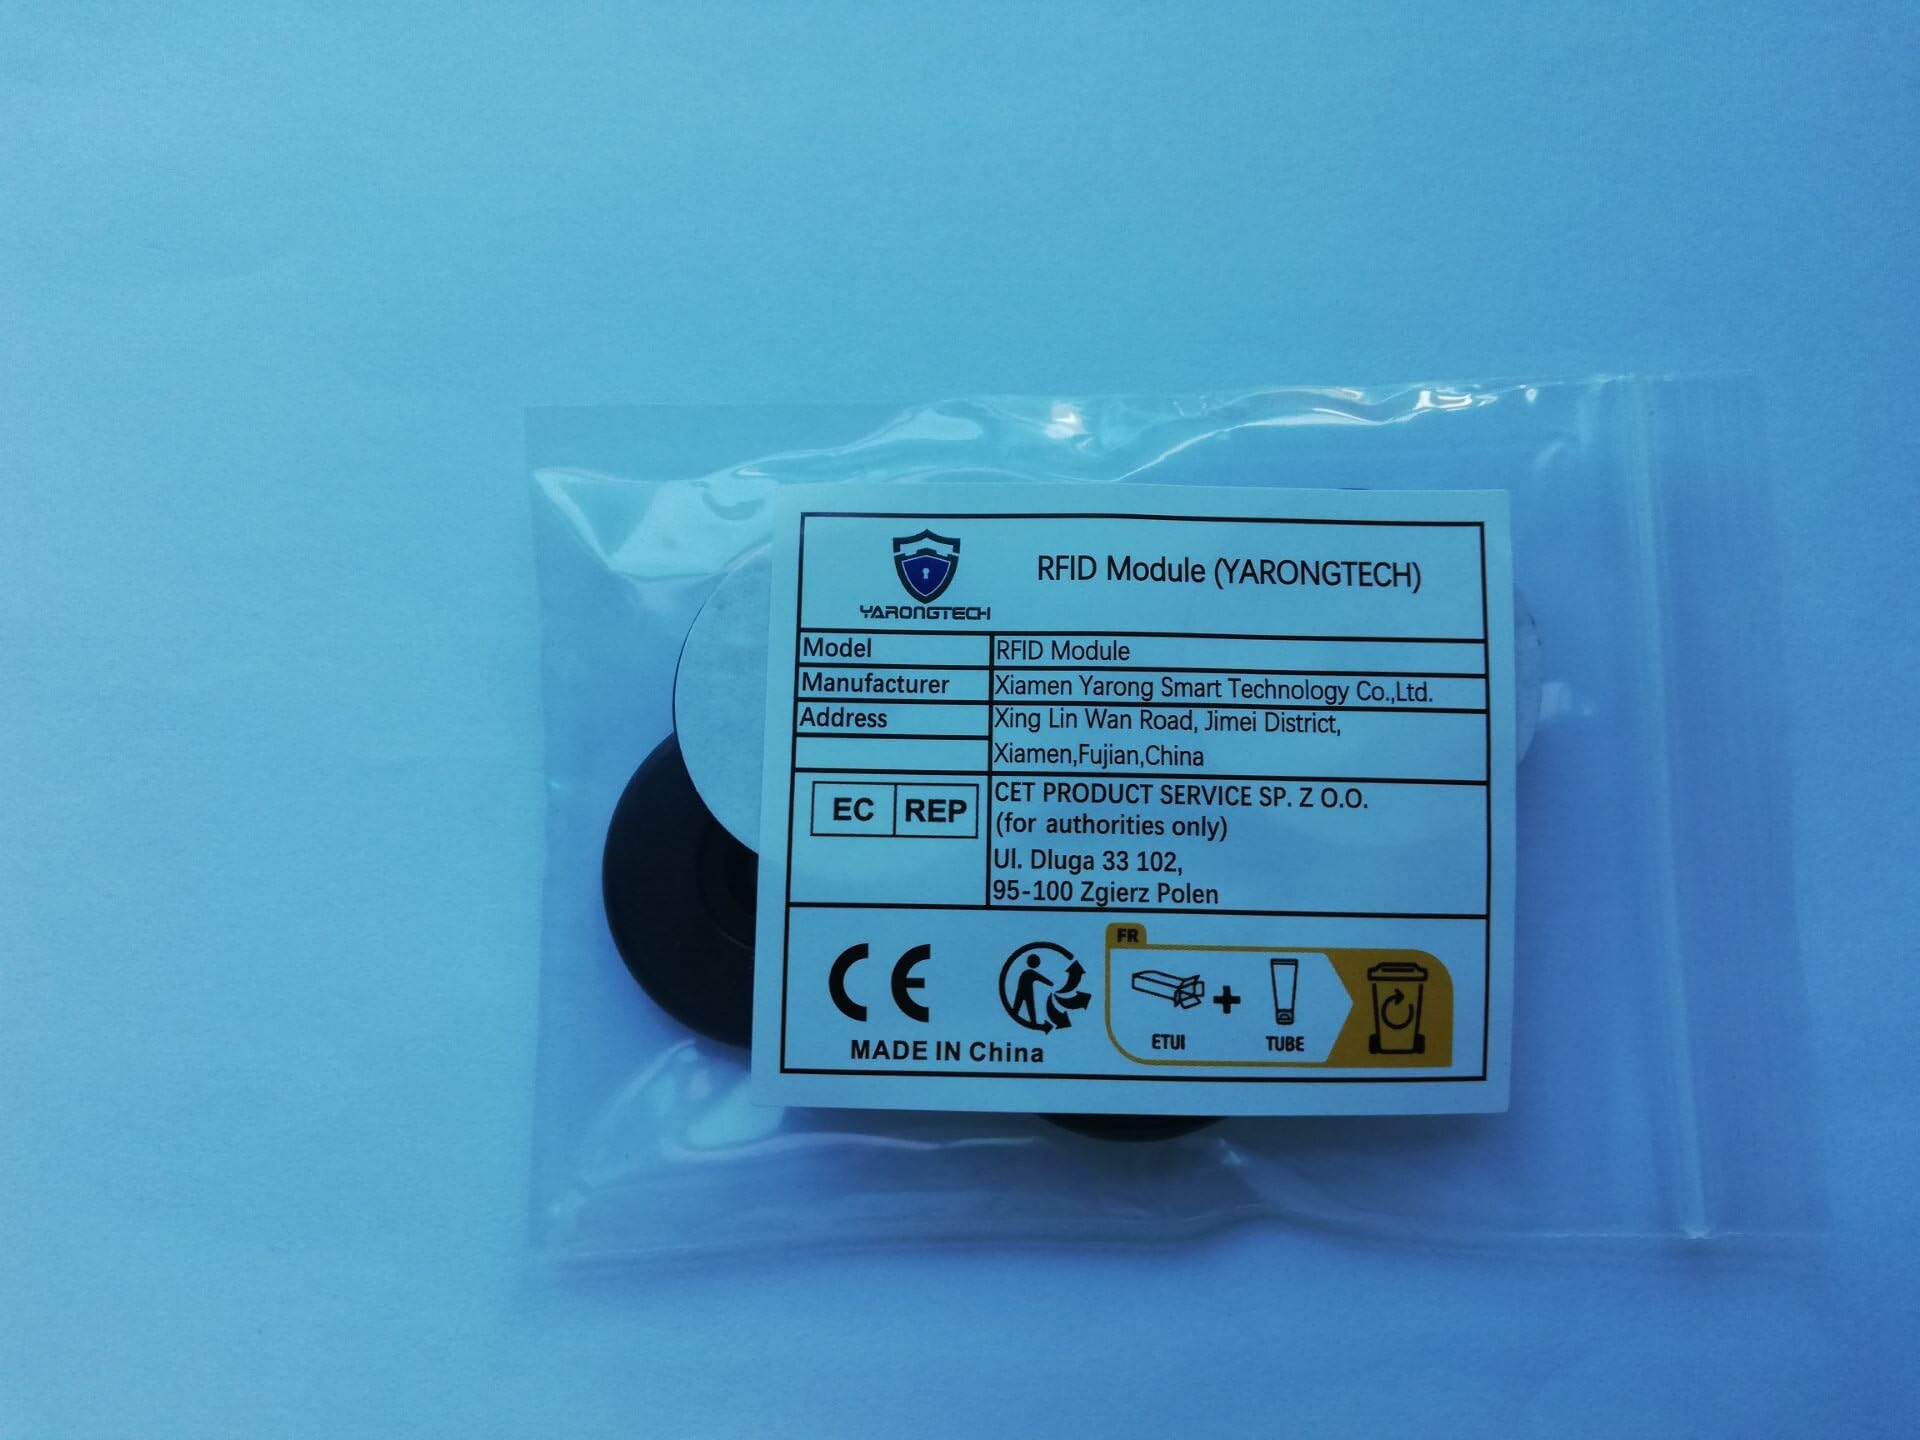 YARONGTECH
RFID Module (YARONGTECH)
Model RFID Module
Manufacturer Xiamen Yarong Smart Technology Co.,Ltd.
Address Xing Lin Wan Road, Jimei District,
Xiamen,Fujian,China
EC REP CET PRODUCT SERVICE SP. Z O.O.
(for authorities only)
Ul. Dluga 33 102,
95-100 Zgierz Polen
CE
MADE IN China
FR
ETUI + TUBE